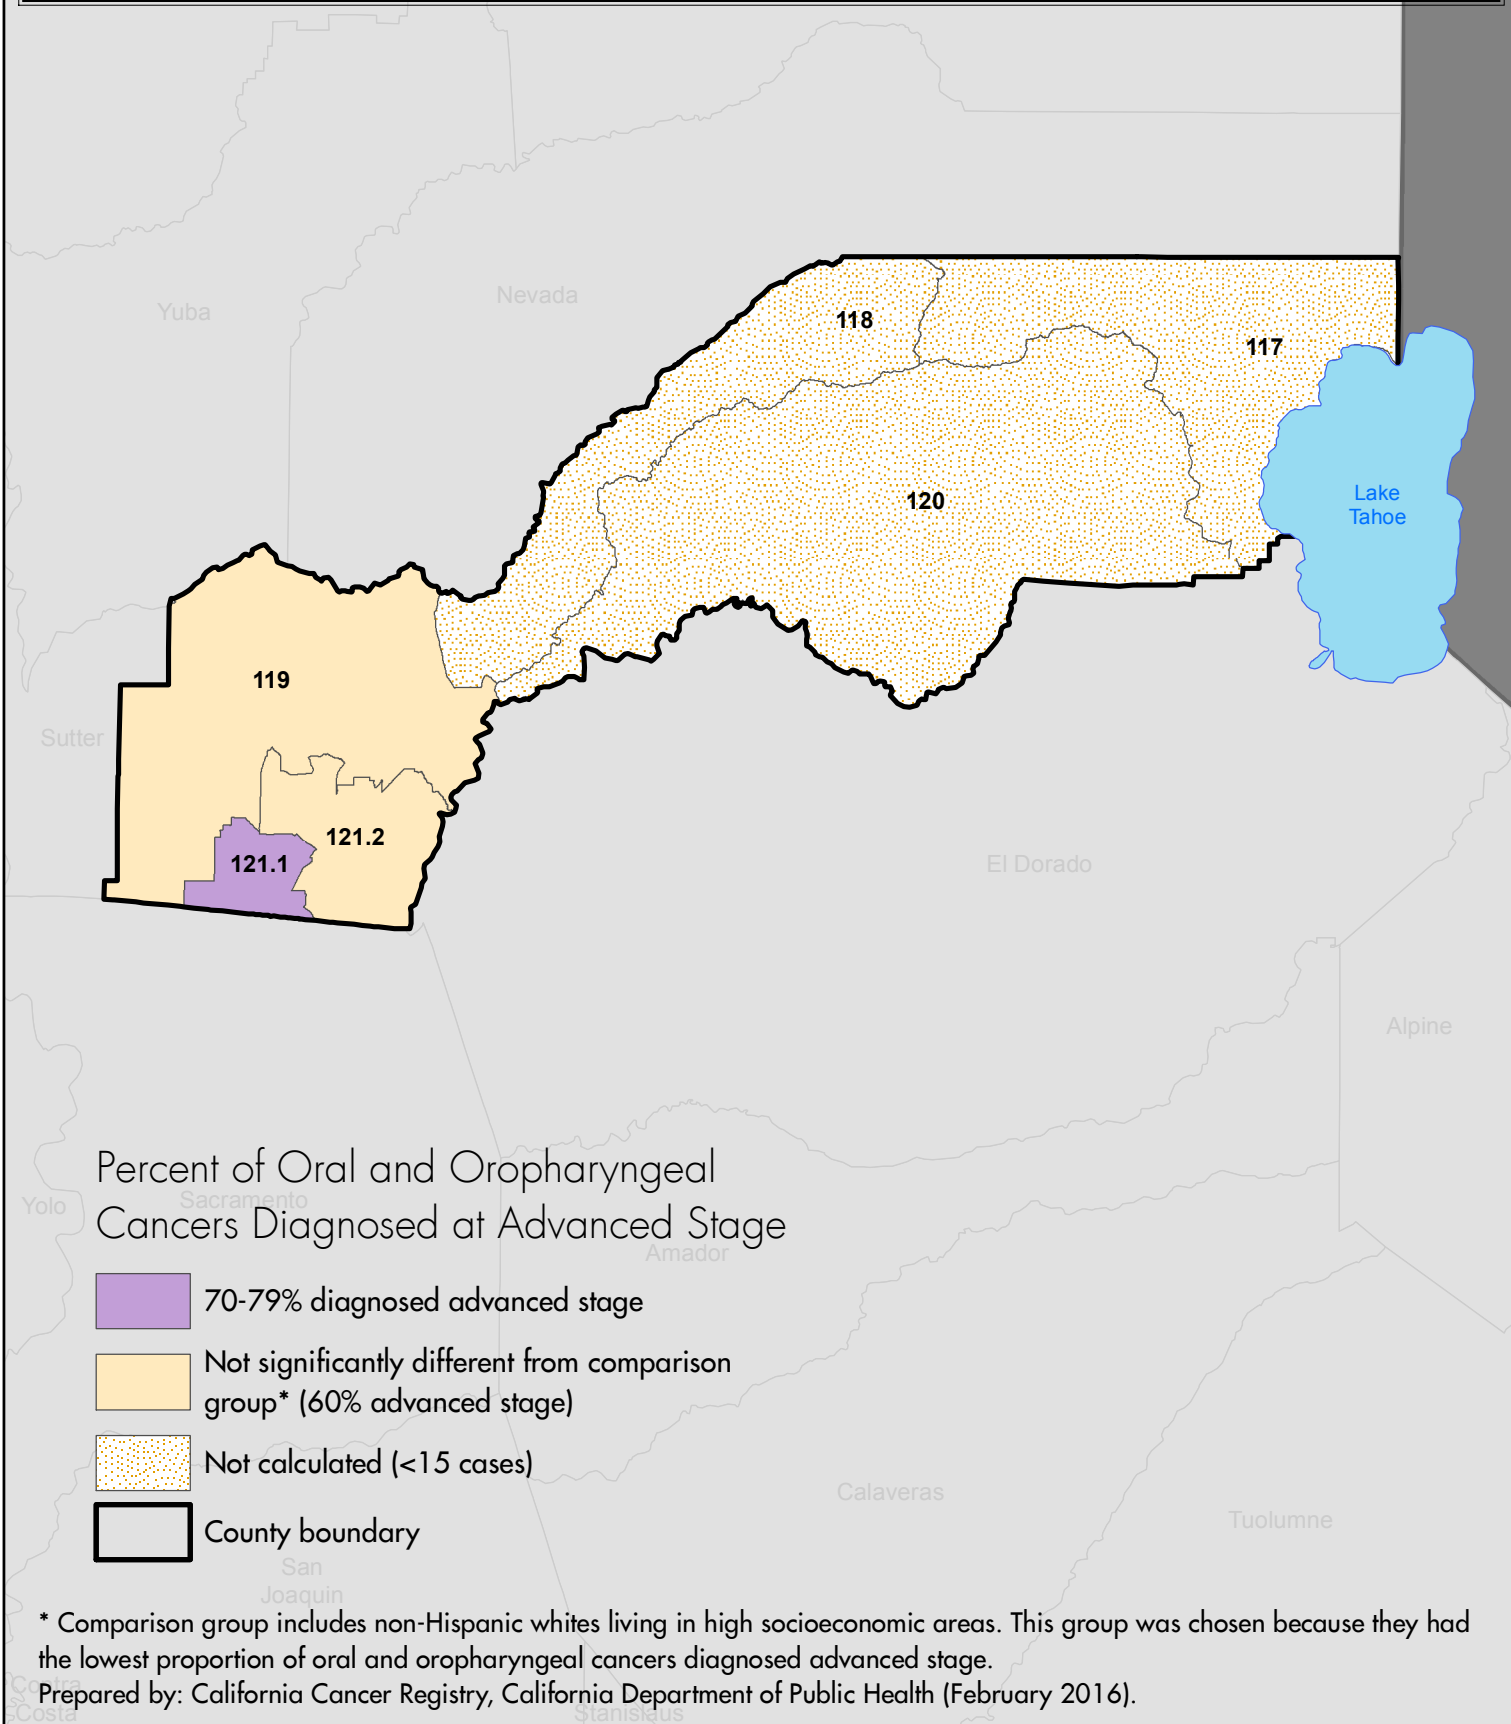 Yuba
Nevada
118
117
120
Lake
Tahoe
119
Sutter
121.2
121.1
El Dorado
Alpine
Percent of Oral and Oropharyngeal
Cancers Diagnosed at Advanced Stage
Yolo
Sacramento
Amador
70-79% diagnosed advanced stage
Not significantly different from comparison
group* (60% advanced stage)
Not calculated (<15 cases)
Calaveras
Tuolumne
County boundary
San
Joaquin
* Comparison group includes non-Hispanic whites living in high socioeconomic areas. This group was chosen because they had
the lowest proportion of oral and oropharyngeal cancers diagnosed advanced stage.
Prepared by: California Cancer Registry, California Department of Public Health (February 2016).
Contra
Costa
Stanislaus